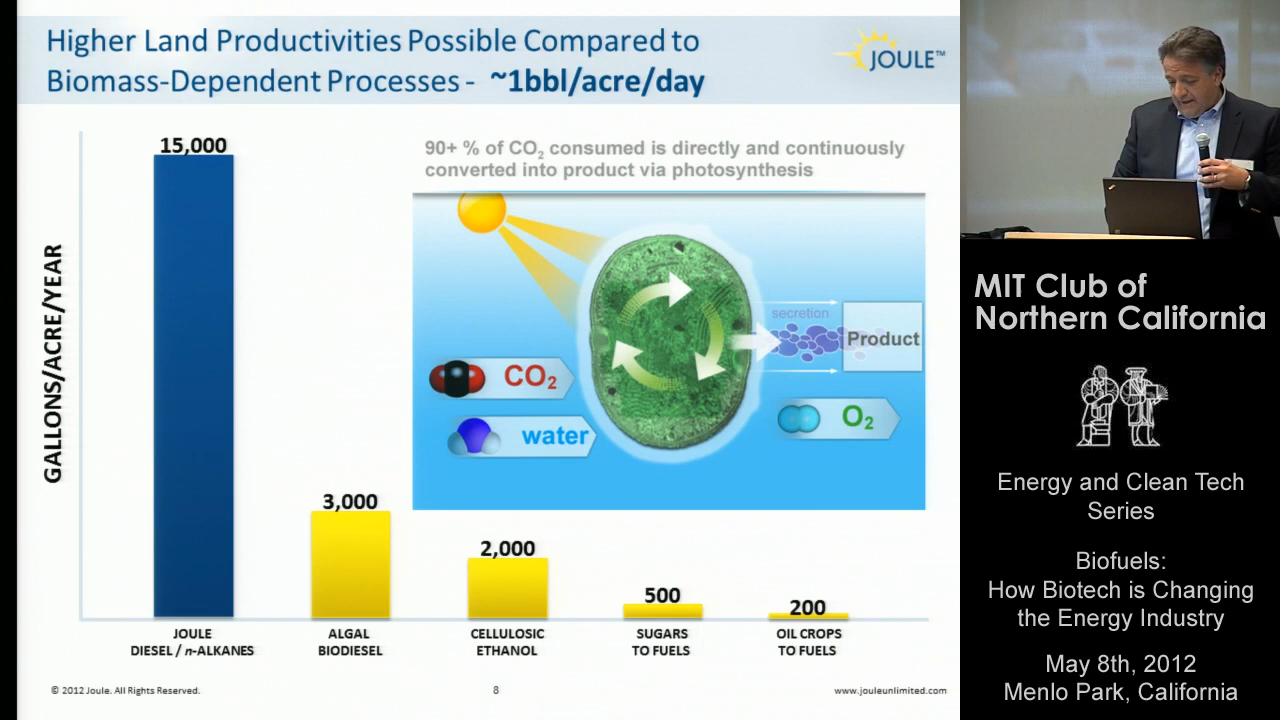 Higher Land Productivities Possible Compared to
Biomass-Dependent Processes - ~1bbl/acre/day
JOULE™
90+ % of CO₂ consumed is directly and continuously
converted into product via photosynthesis
GALLONS/ACRE/YEAR
15,000
3,000
2,000
500
200
CO₂
water
secretion
Product
O₂
JOULE
DIESEL / n-ALKANES
ALGAL
BIODIESEL
CELLULOSIC
ETHANOL
SUGARS
TO FUELS
OIL CROPS
TO FUELS
© 2012 Joule. All Rights Reserved.
8
www.jouleunlimited.com
MIT Club of
Northern California
Energy and Clean Tech
Series
Biofuels:
How Biotech is Changing
the Energy Industry
May 8th, 2012
Menlo Park, California